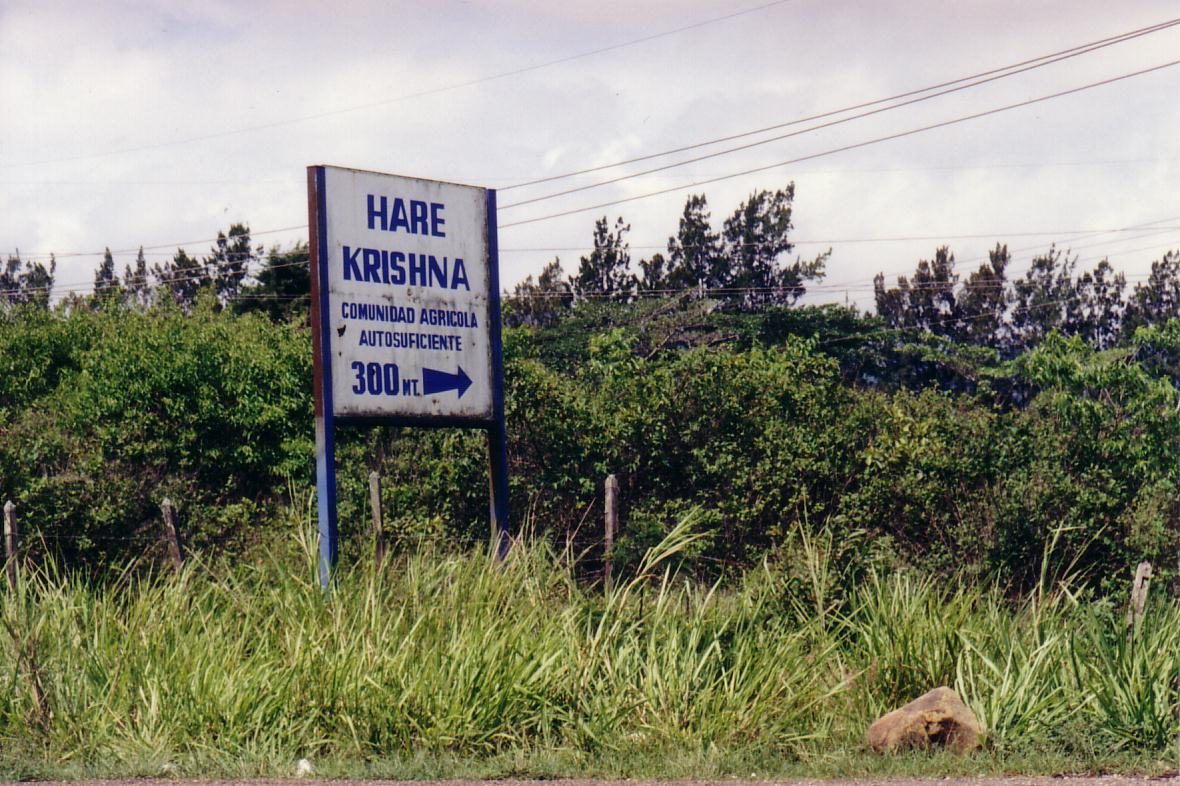 HARE
KRISHNA
COMUNIDAD AGRICOLA
AUTOSUFICIENTE
300 MT.